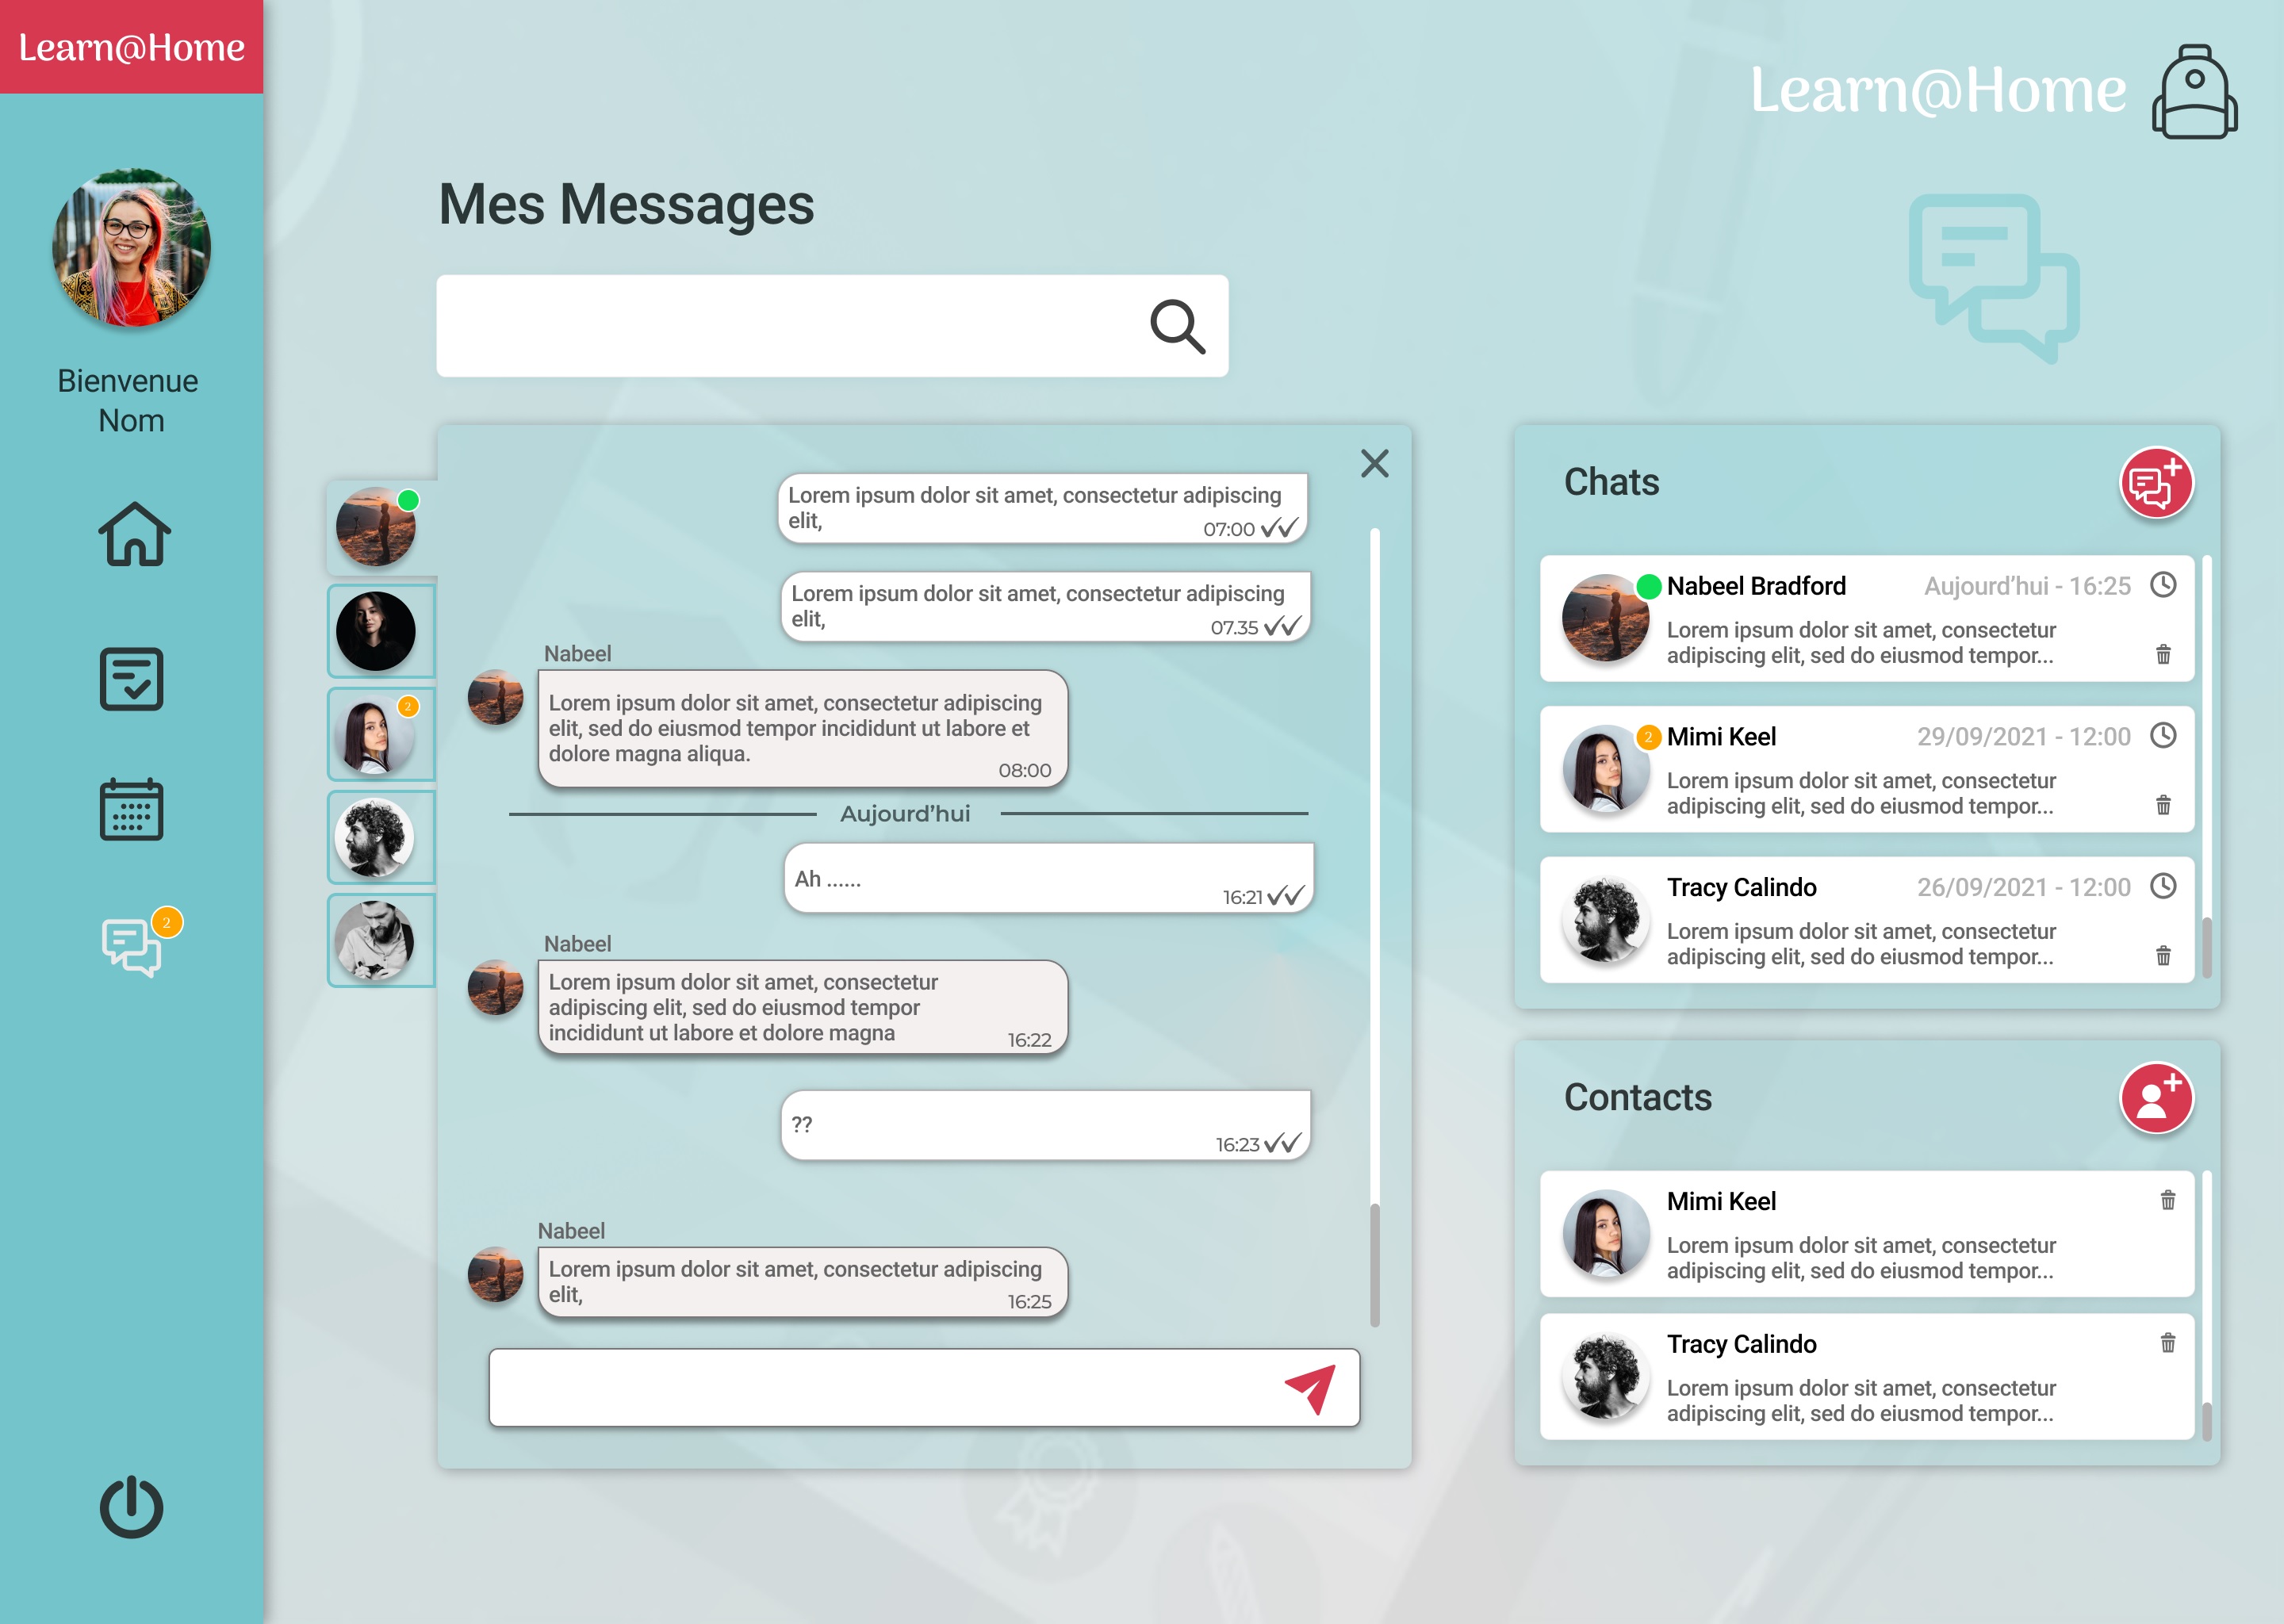 Learn@Home
Learn@Home
Bienvenue
Nom
2
Mes Messages
2
Lorem ipsum dolor sit amet, consectetur adipiscing
elit,
07:00
Lorem ipsum dolor sit amet, consectetur adipiscing
elit,
07.35
Nabeel
Lorem ipsum dolor sit amet, consectetur adipiscing
elit, sed do eiusmod tempor incididunt ut labore et
dolore magna aliqua.
08:00
Aujourd’hui
Ah ......
16:21
Nabeel
Lorem ipsum dolor sit amet, consectetur
adipiscing elit, sed do eiusmod tempor
incididunt ut labore et dolore magna
16:22
??
16:23
Nabeel
Lorem ipsum dolor sit amet, consectetur adipiscing
elit,
16:25
Chats
Nabeel Bradford Aujourd’hui - 16:25
Lorem ipsum dolor sit amet, consectetur
adipiscing elit, sed do eiusmod tempor...
2 Mimi Keel 29/09/2021 - 12:00
Lorem ipsum dolor sit amet, consectetur
adipiscing elit, sed do eiusmod tempor...
Tracy Calindo 26/09/2021 - 12:00
Lorem ipsum dolor sit amet, consectetur
adipiscing elit, sed do eiusmod tempor...
Contacts
Mimi Keel
Lorem ipsum dolor sit amet, consectetur
adipiscing elit, sed do eiusmod tempor...
Tracy Calindo
Lorem ipsum dolor sit amet, consectetur
adipiscing elit, sed do eiusmod tempor...